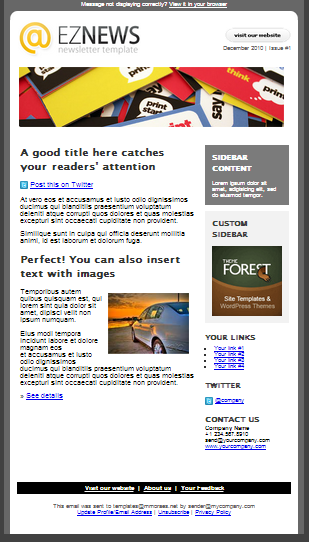 Message not displaying correctly? View it in your browser
@ EZNEWS
newsletter template
visit our website
December 2010 | Issue #1
print
start
think
say
A good title here catches
your readers' attention
Post this on Twitter
At vero eos et accusamus et iusto odio dignissimos
ducimus qui blanditiis praesentium voluptatum
deleniti atque corrupti quos dolores et quas molestias
excepturi sint occaecati cupiditate non provident.
Similique sunt in culpa qui officia deserunt mollitia
animi, id est laborum et dolorum fuga.
Perfect! You can also insert
text with images
Temporibus autem
quibus quisquam est, qui
lorem sint quia dolor sit
amet, dipisci velit non
ipsum numquam.
Eius modi tempora
incidunt labore et dolore
magnam eos
et accusamus et iusto
odio dignissimos
ducimus qui blanditiis praesentium voluptatum
deleniti atque corrupti quos dolores et quas molestias
excepturi sint occaecati cupiditate non provident.
» See details
SIDEBAR
CONTENT
Lorem ipsum dolor sit
amet, adipiscing elit, sed
do eiusmod tempor.
CUSTOM
SIDEBAR
THEME
FOREST
Site Templates &
WordPress Themes
YOUR LINKS
Your link #1
Your link #2
Your link #3
Your link #4
TWITTER
@company
CONTACT US
Company Name
+1 234.567.8910
send@yourcompany.com
www.yourcompany.com
Visit our website | About us | Your Feedback
This email was sent to templates@mmorses.net by sender@mycompany.com
Update Profile/Email Address | Unsubscribe | Privacy Policy